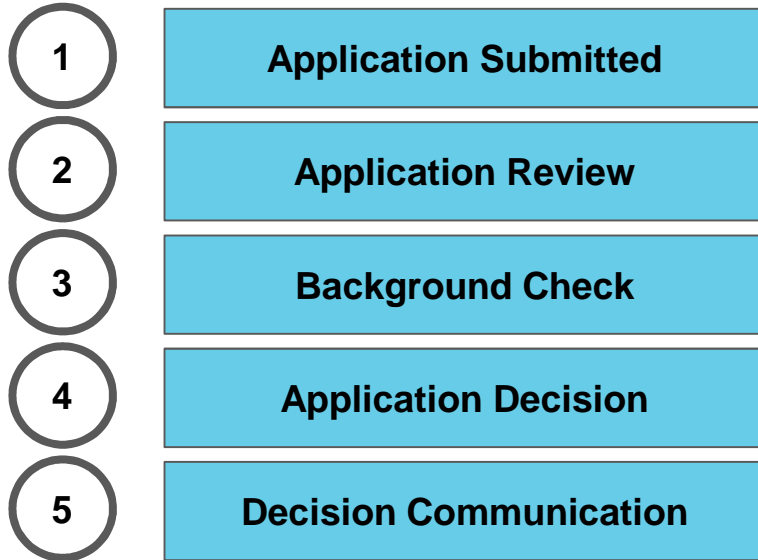 1 Application Submitted
2 Application Review
3 Background Check
4 Application Decision
5 Decision Communication